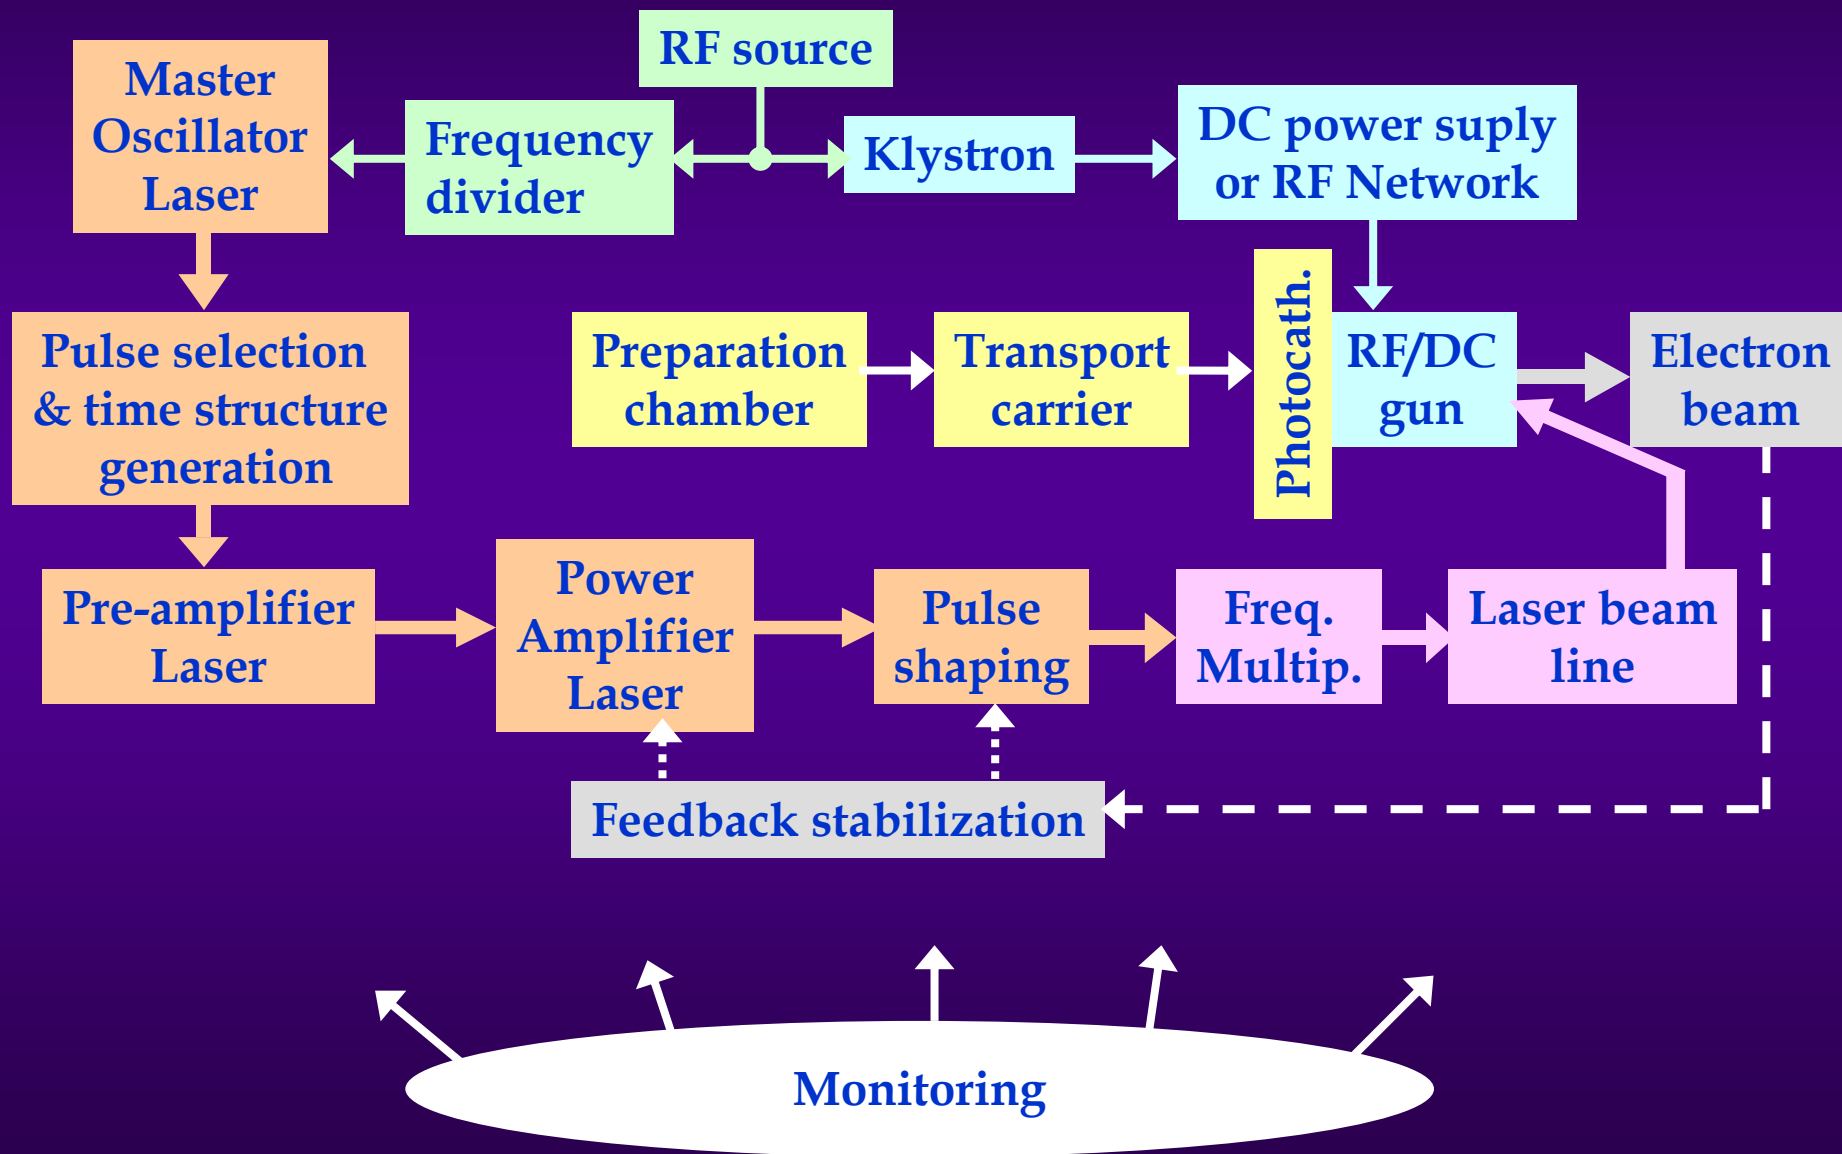 RF source
Master
Oscillator
Laser
Frequency
divider
Klystron
DC power suply
or RF Network
Pulse selection
& time structure
generation
Preparation
chamber
Transport
carrier
Photocath.
RF/DC
gun
Electron
beam
Pre-amplifier
Laser
Power
Amplifier
Laser
Pulse
shaping
Freq.
Multip.
Laser beam
line
Feedback stabilization
Monitoring